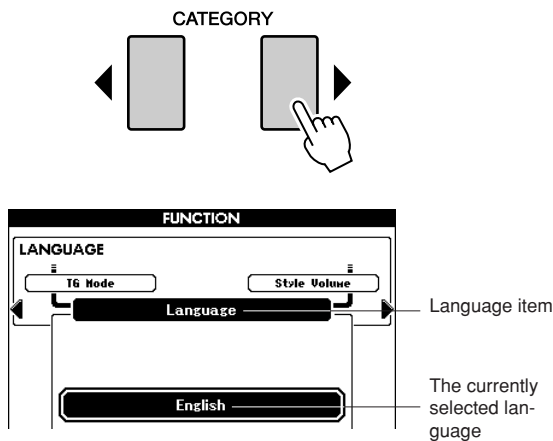 CATEGORY
FUNCTION
LANGUAGE
TG Mode
Style Volume
Language
Language item
English
The currently
selected lan-
guage